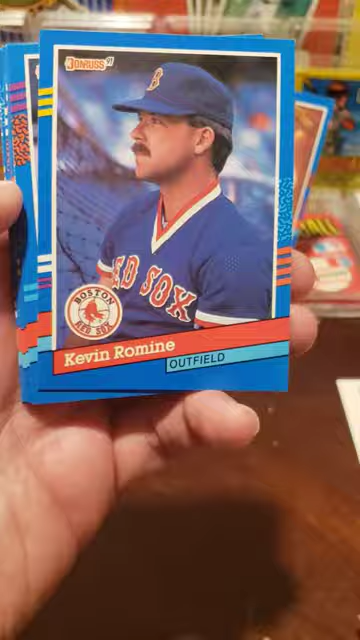 DONRUSS '91
B
RED SOX
BOSTON
RED SOX
Kevin Romine
OUTFIELD